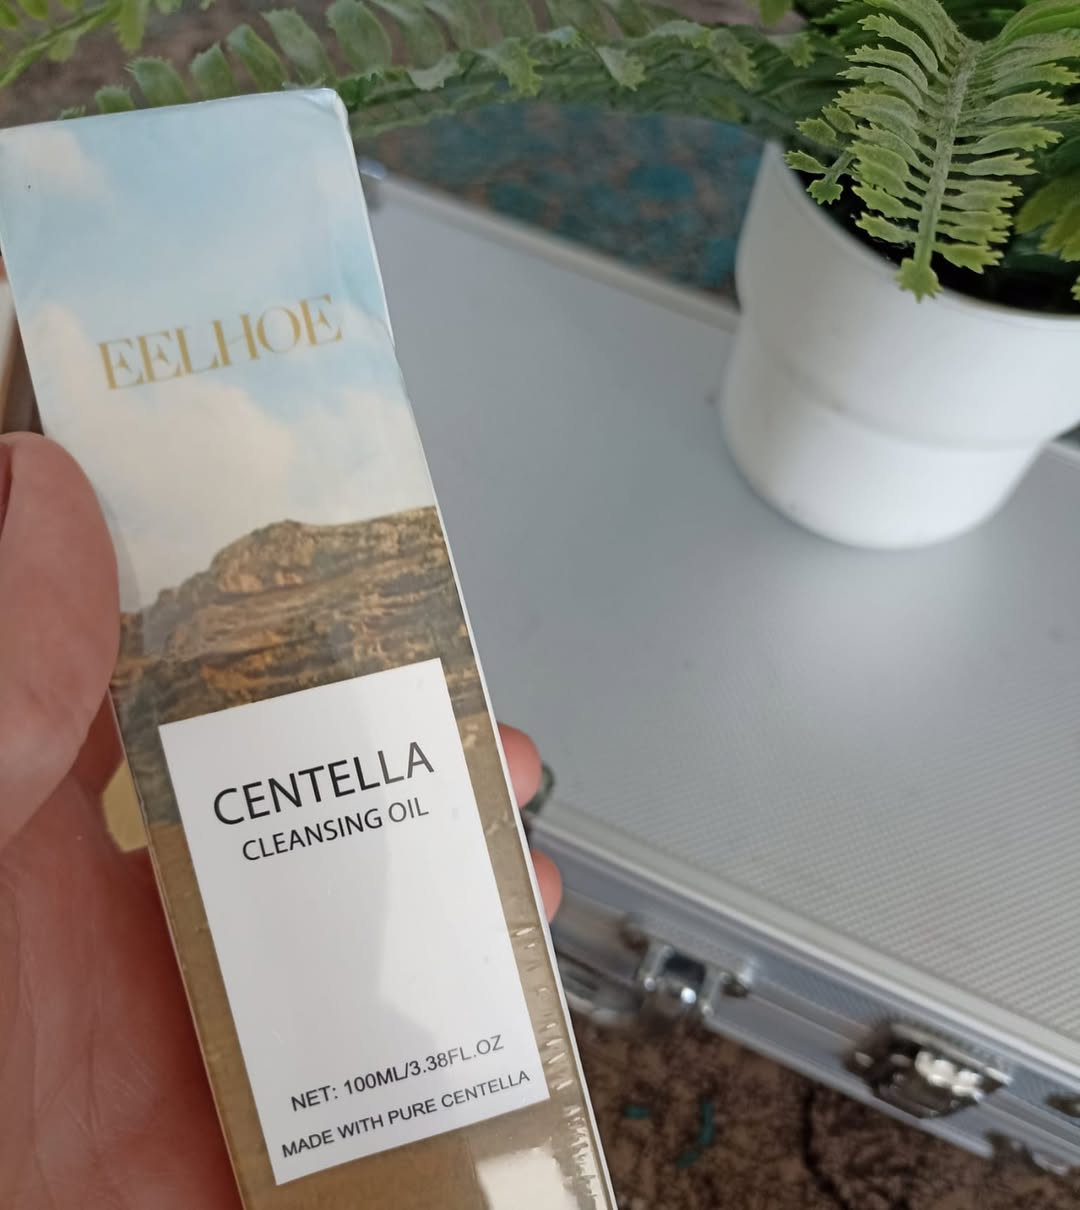 EELHOE
CENTELLA
CLEANSING OIL
NET: 100ML/3.38FL.OZ
MADE WITH PURE CENTELLA